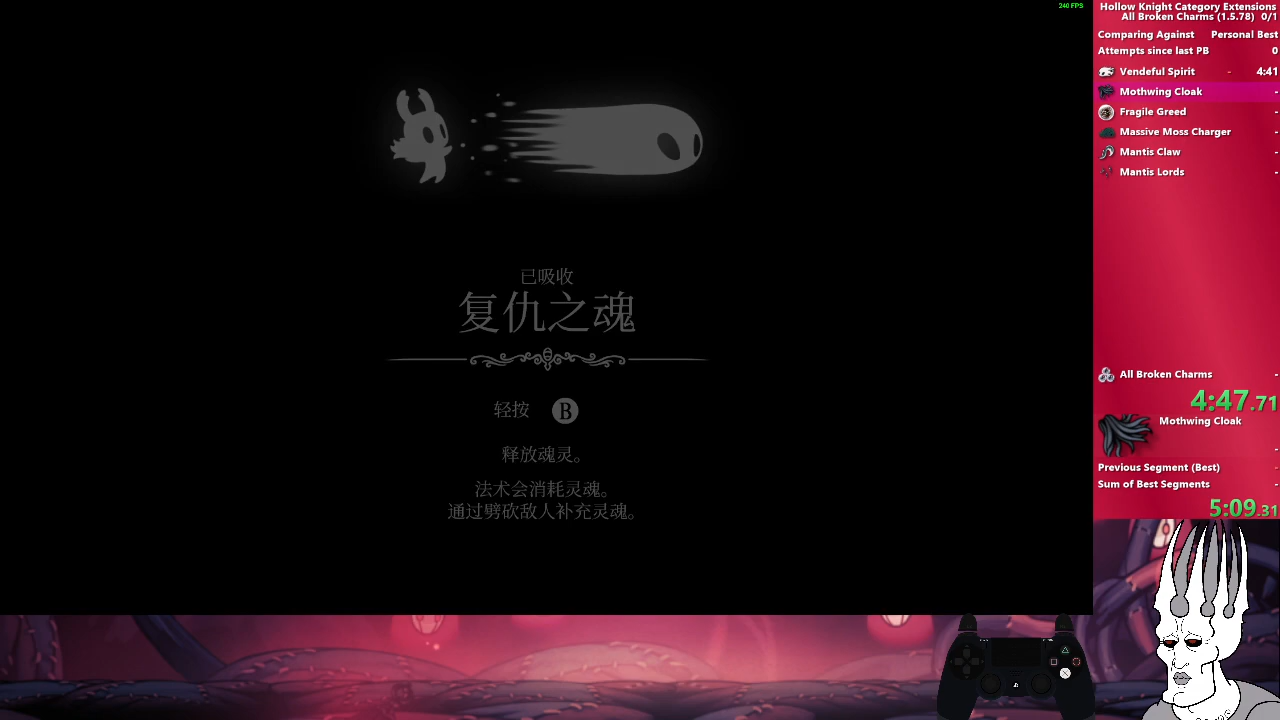 240 FPS
Hollow Knight Category Extensions
All Broken Charms (1.5.78) 0/1
Comparing Against Personal Best
Attempts since last PB 0
Vendeful Spirit - 4:41
Mothwing Cloak -
Fragile Greed -
Massive Moss Charger -
Mantis Claw -
Mantis Lords -
All Broken Charms -
4:47.71
Mothwing Cloak
-
Previous Segment (Best) -
Sum of Best Segments -
5:09.31
已吸收
复仇之魂
轻按 B
释放魂灵。
法术会消耗灵魂。
通过劈砍敌人补充灵魂。